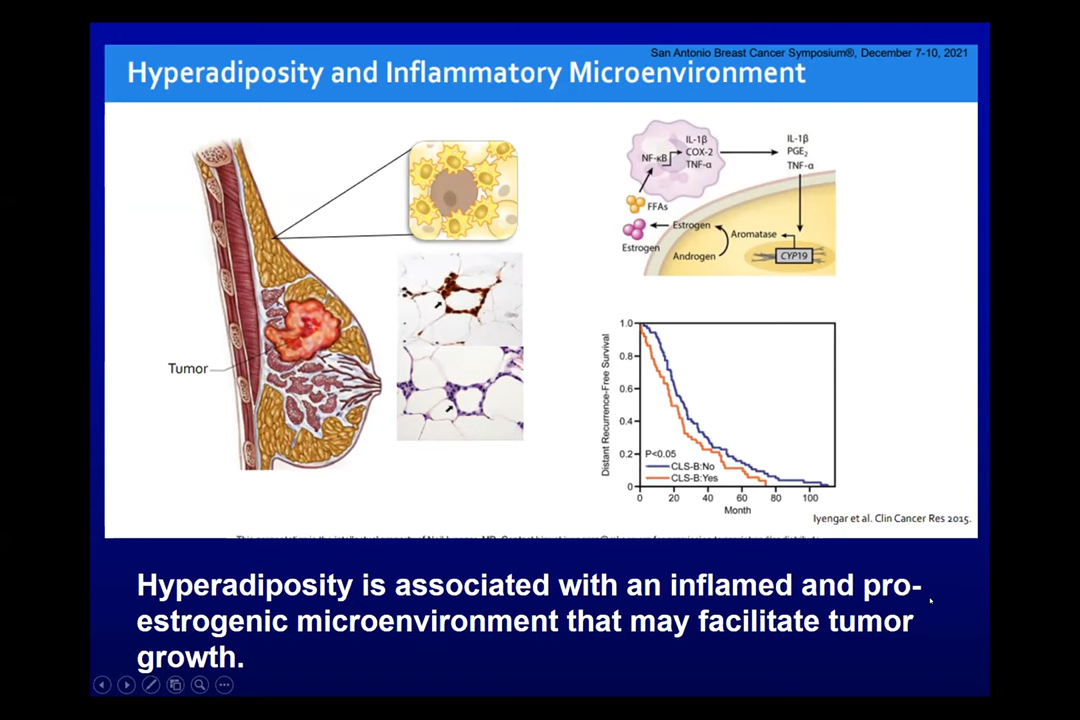 San Antonio Breast Cancer Symposium®, December 7-10, 2021
Hyperadiposity and Inflammatory Microenvironment
Tumor
IL-1β
COX-2
TNF-α
NF-κB
FFAs
IL-1β
PGE₂
TNF-α
Estrogen
Estrogen
Androgen
Aromatase
CYP19
Distant Recurrence-Free Survival
1.0
0.8
0.6
0.4
0.2
0
P<0.05
CLS-B:No
CLS-B:Yes
0 20 40 60 80 100
Month
Iyengar et al. Clin Cancer Res 2015.
Hyperadiposity is associated with an inflamed and pro-
estrogenic microenvironment that may facilitate tumor
growth.